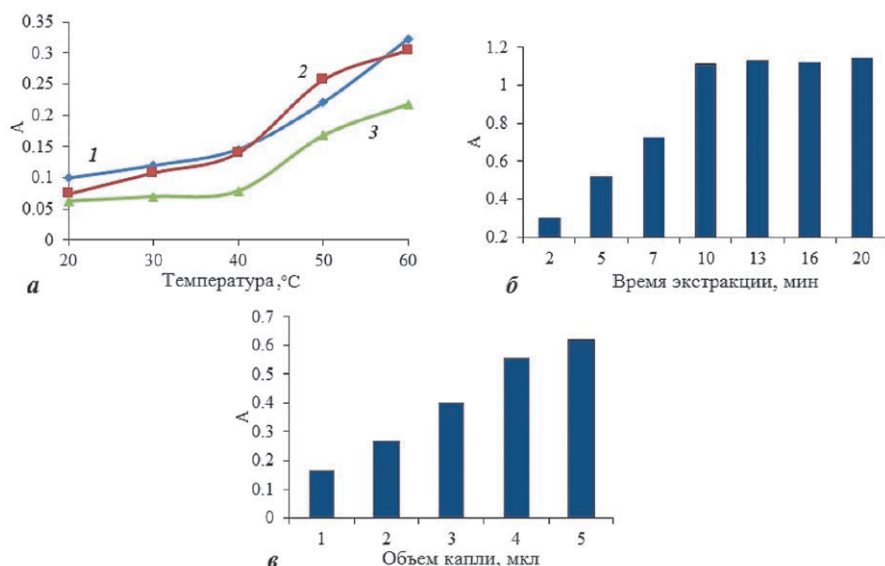 0.35
0.3
0.25
0.2
0.15
0.1
0.05
0
A
1
2
3
20 30 40 50 60
Температура,°C
а
1.2
1
0.8
0.6
0.4
0.2
A
2 5 7 10 13 16 20
Время экстракции, мин
б
0.7
0.6
0.5
0.4
0.3
0.2
0.1
0
A
1 2 3 4 5
Объем капли, мкл
в